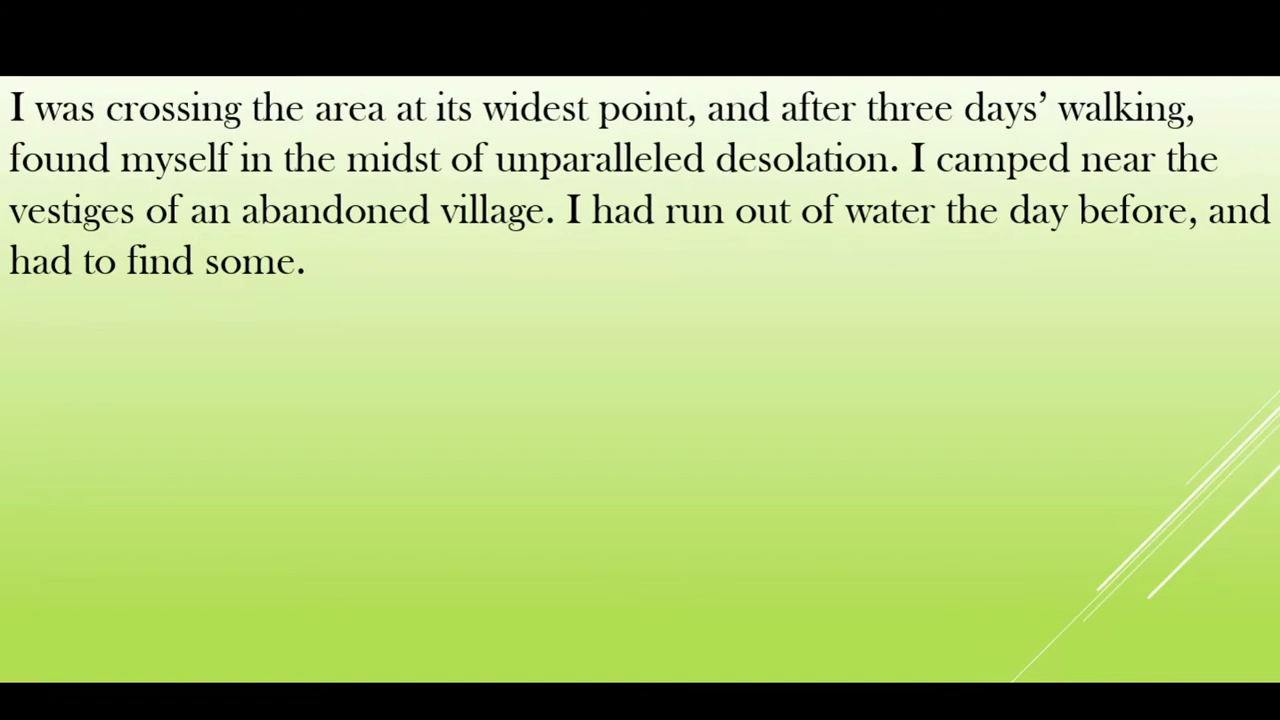 I was crossing the area at its widest point, and after three days’ walking,
found myself in the midst of unparalleled desolation. I camped near the
vestiges of an abandoned village. I had run out of water the day before, and
had to find some.